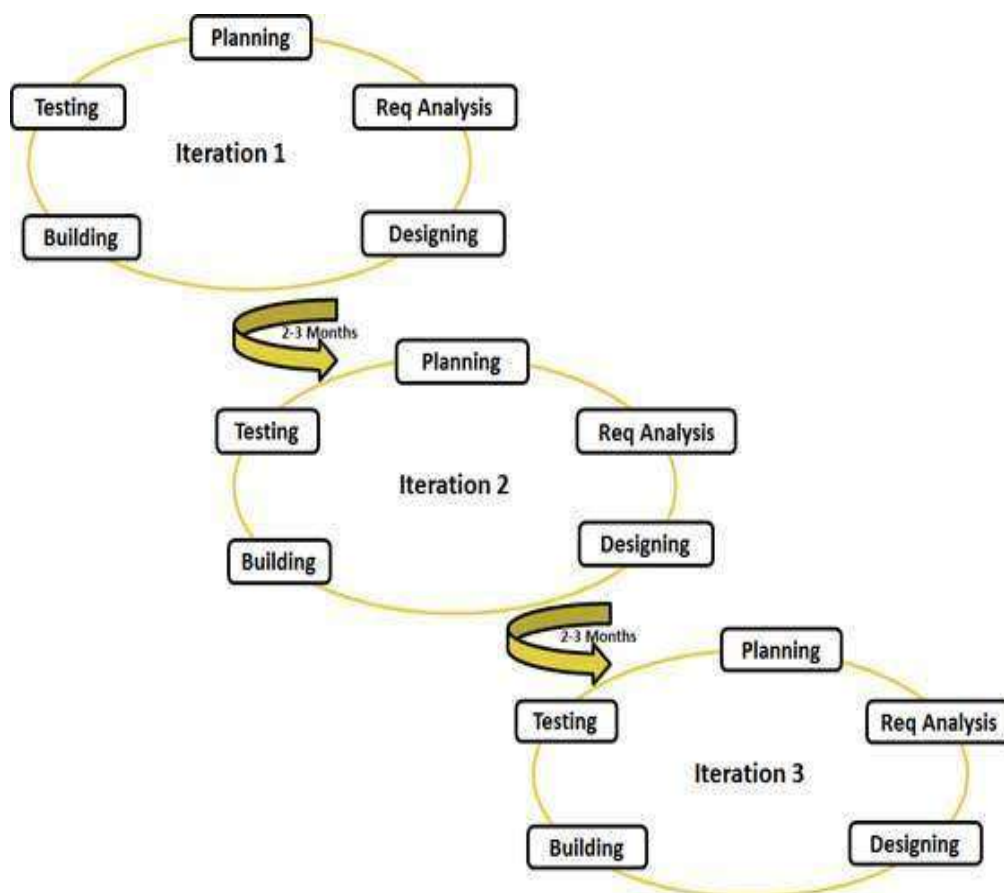 Planning
Testing
Req Analysis
Iteration 1
Building
Designing
2-3 Months
Planning
Testing
Req Analysis
Iteration 2
Building
Designing
2-3 Months
Planning
Testing
Req Analysis
Iteration 3
Building
Designing